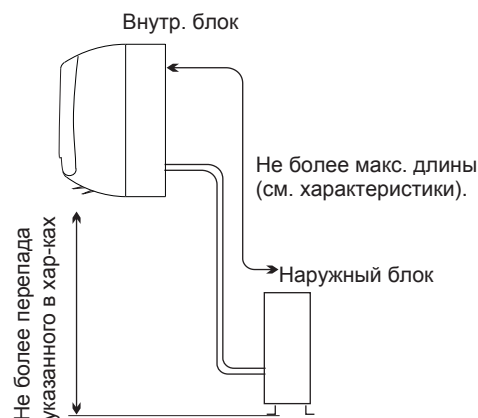 Внутр. блок
Не более макс. длины
(см. характеристики).
Наружный блок
Не более перепада
указанного в хар-ках